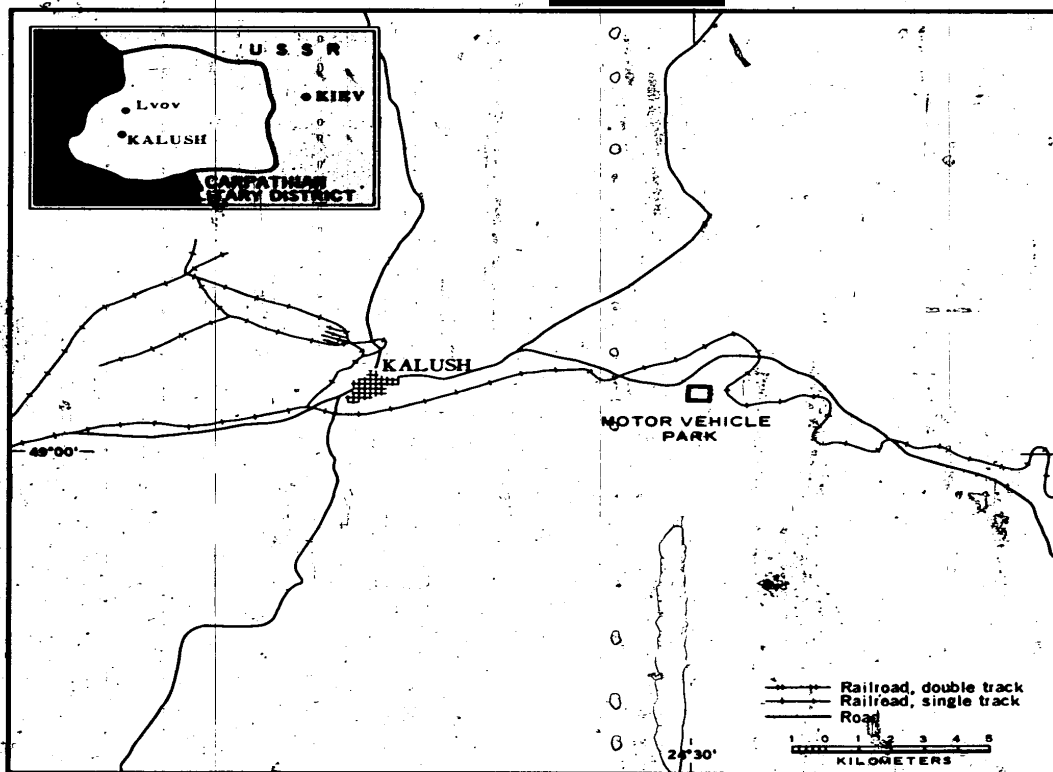 U S S R
Lvov
KIEV
KALUSH
CARPATHIAN
MILITARY DISTRICT
KALUSH
MOTOR VEHICLE
PARK
49°00'
Railroad, double track
Railroad, single track
Road
24°30'
1 0 1 2 3 4 5
KILOMETERS